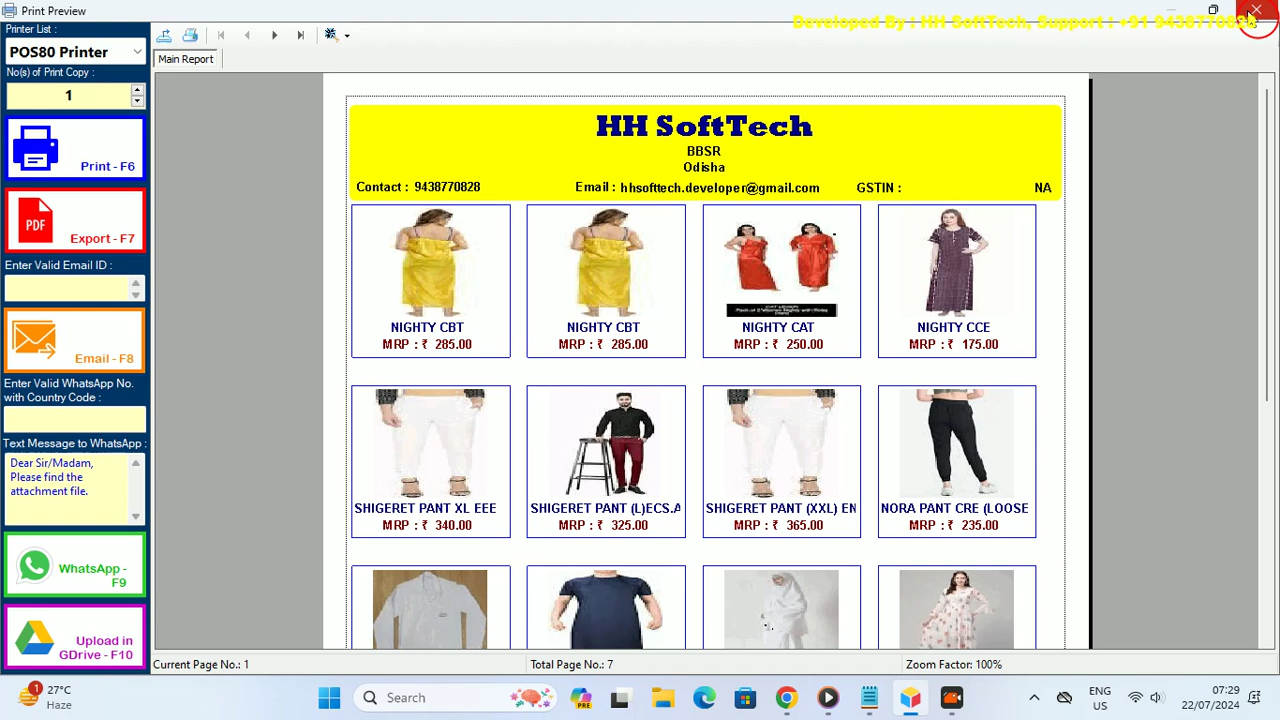 Print Preview
Developed By : HH SoftTech, Support : +91 9438770828
Printer List :
POS80 Printer
No(s) of Print Copy :
1
Print - F6
PDF
Export - F7
Enter Valid Email ID :
Email - F8
Enter Valid WhatsApp No.
with Country Code :
Text Message to WhatsApp :
Dear Sir/Madam,
Please find the
attachment file.
WhatsApp -
F9
Upload in
GDrive - F10
Main Report
HH SoftTech
BBSR
Odisha
Contact : 9438770828 Email : hhsofttech.developer@gmail.com GSTIN : NA
NIGHTY CBT NIGHTY CBT NIGHTY CAT NIGHTY CCE
MRP : ₹ 285.00 MRP : ₹ 285.00 MRP : ₹ 250.00 MRP : ₹ 175.00
SHIGERET PANT XL EEE SHIGERET PANT (L)ECS.A SHIGERET PANT (XXL) EN NORA PANT CRE (LOOSE
MRP : ₹ 340.00 MRP : ₹ 325.00 MRP : ₹ 365.00 MRP : ₹ 235.00
Current Page No.: 1 Total Page No.: 7 Zoom Factor: 100%
1
27°C
Haze
Search
PRE
ENG
US
07:29
22/07/2024